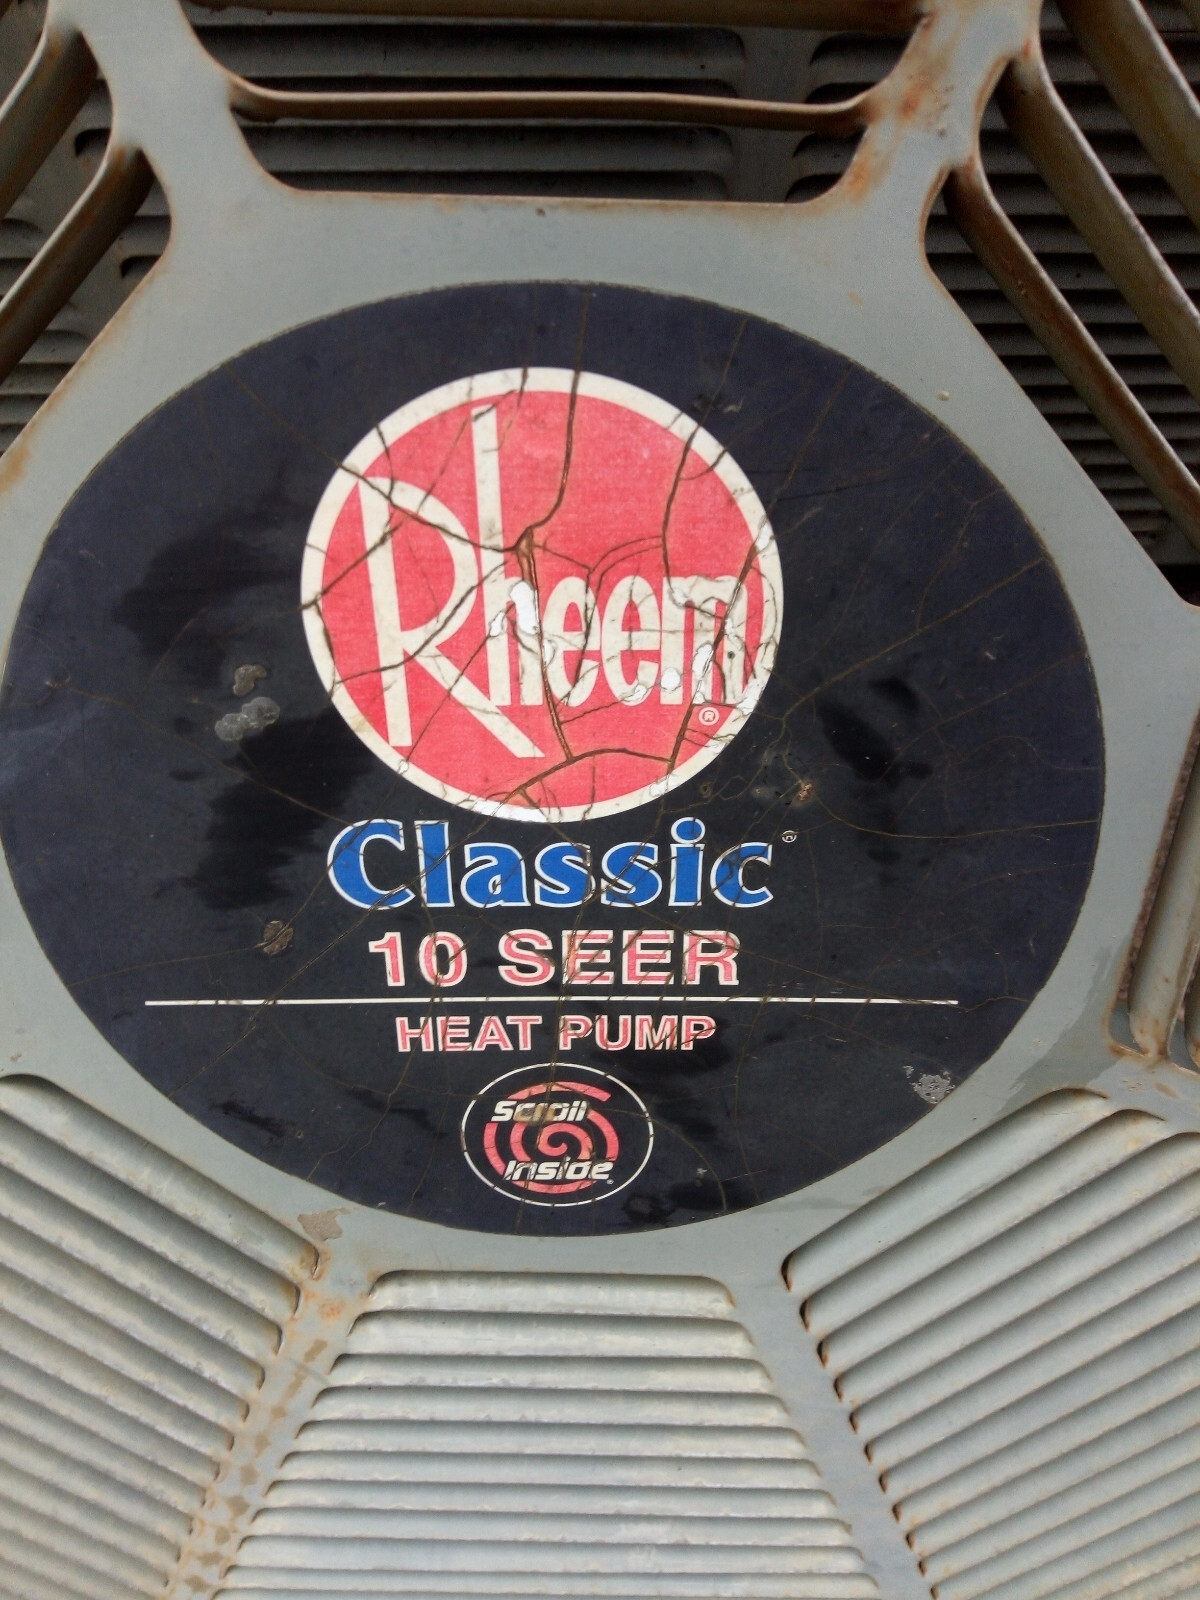 Rheem®
Classic®
10 SEER
HEAT PUMP
Scroll
Inside